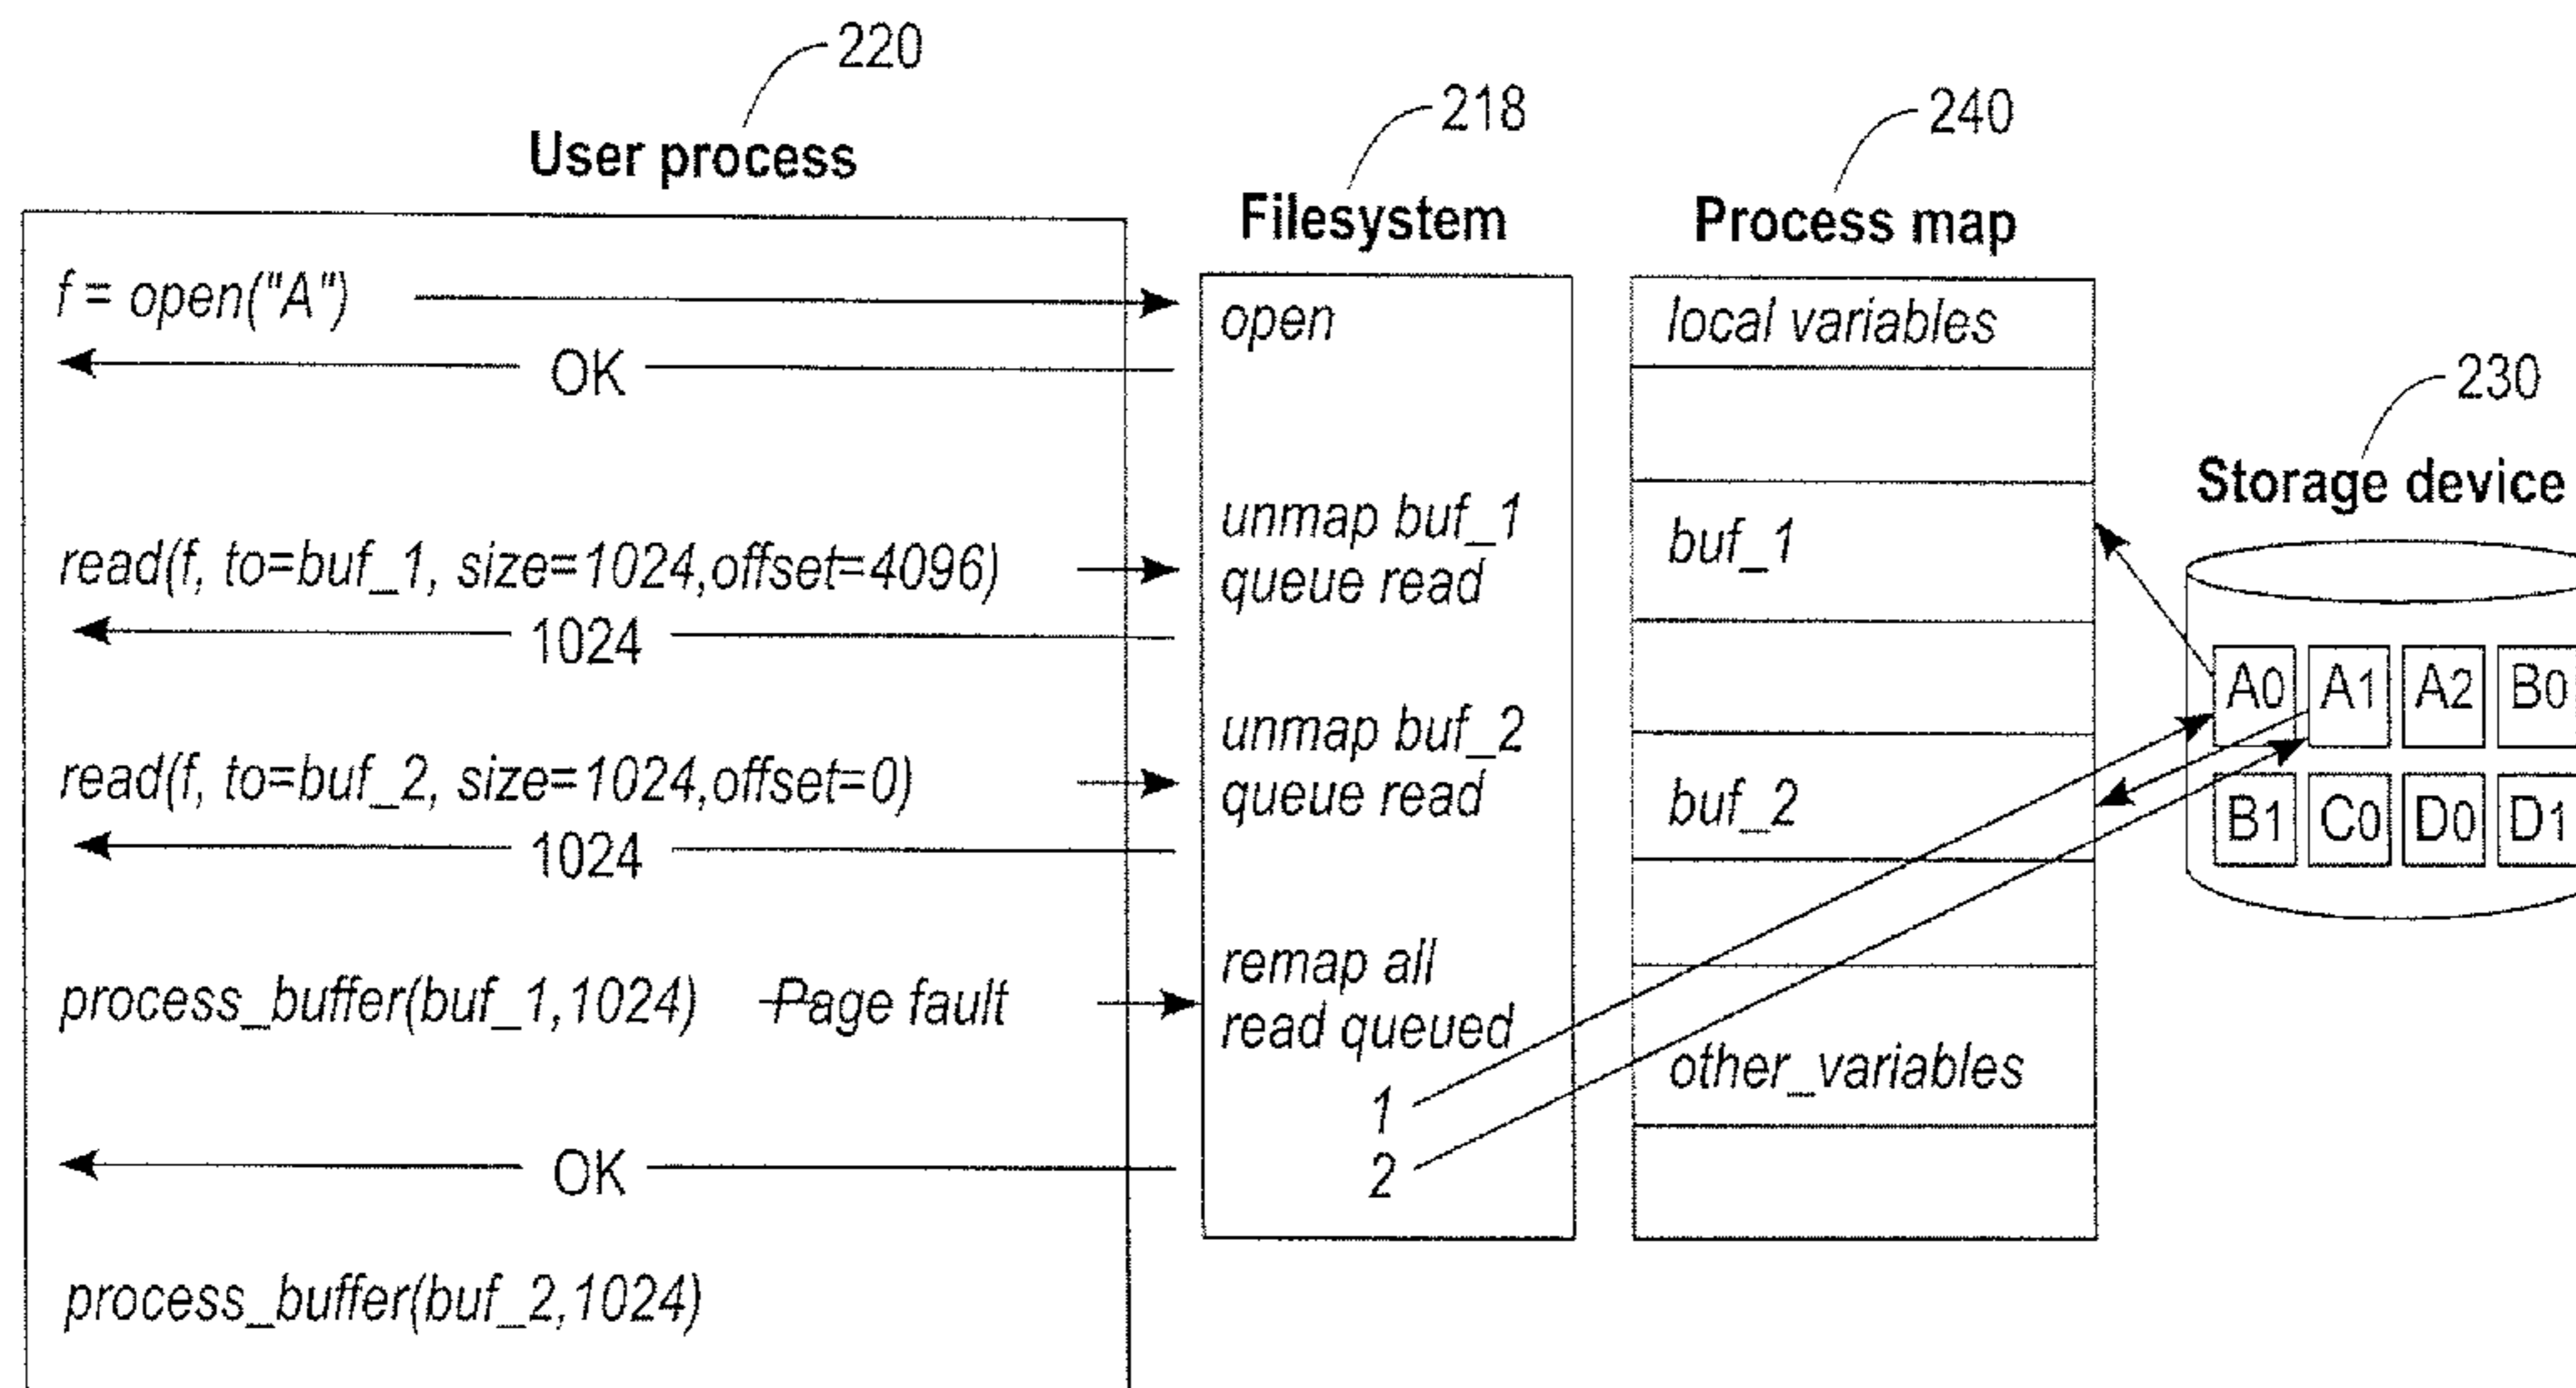 220
User process
f = open("A")
OK
read(f, to=buf_1, size=1024,offset=4096)
1024
read(f, to=buf_2, size=1024,offset=0)
1024
process_buffer(buf_1,1024)
Page fault
OK
process_buffer(buf_2,1024)
218
Filesystem
open
unmap buf_1
queue read
unmap buf_2
queue read
remap all
read queued
1
2
240
Process map
local variables
buf_1
buf_2
other_variables
230
Storage device
A0 A1 A2 B0
B1 C0 D0 D1